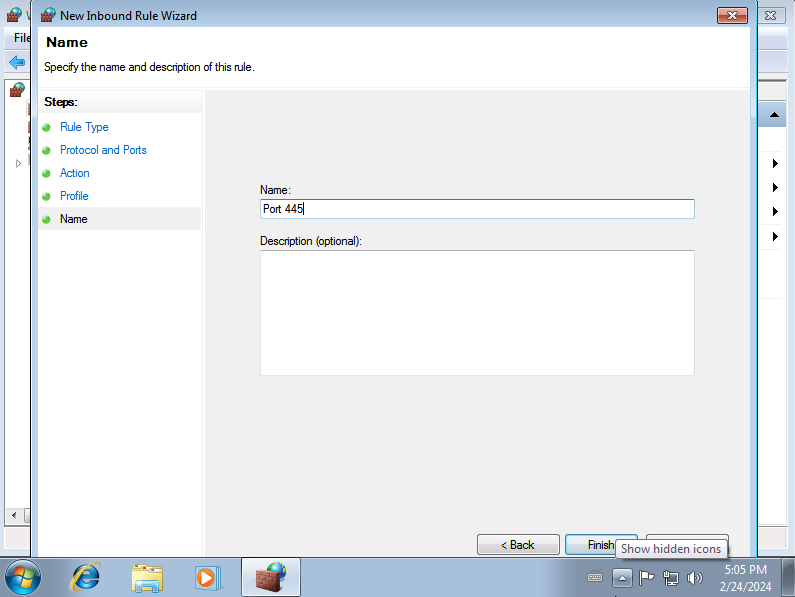 New Inbound Rule Wizard
File
Name
Specify the name and description of this rule.
Steps:
Rule Type
Protocol and Ports
Action
Profile
Name
Name:
Port 445
Description (optional):
< Back
Finish
Show hidden icons
5:05 PM
2/24/2024